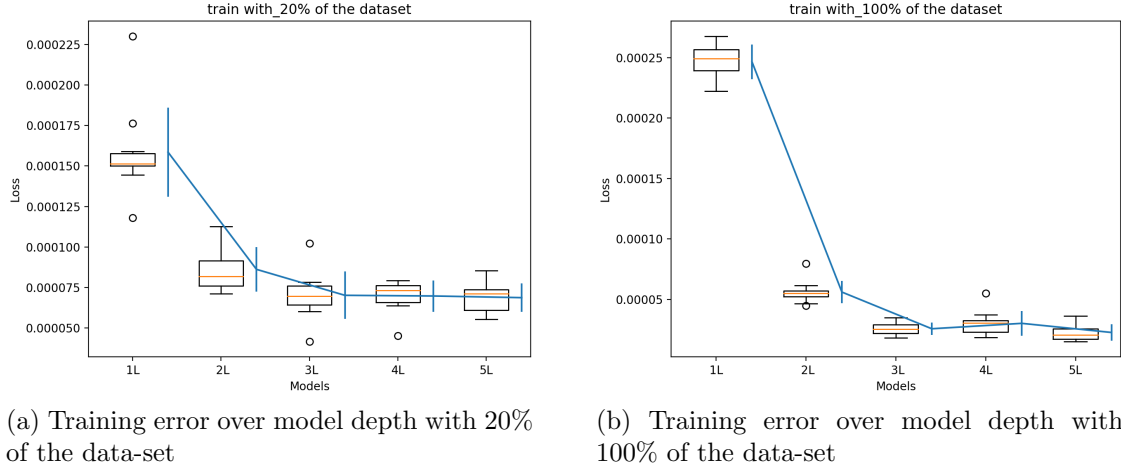 train with_20% of the dataset
0.000225
0.000200
0.000175
0.000150
0.000125
0.000100
0.000075
0.000050
Loss
1L 2L 3L 4L 5L
Models
(a) Training error over model depth with 20%
of the data-set
train with_100% of the dataset
0.00025
0.00020
0.00015
0.00010
0.00005
Loss
1L 2L 3L 4L 5L
Models
(b) Training error over model depth with
100% of the data-set